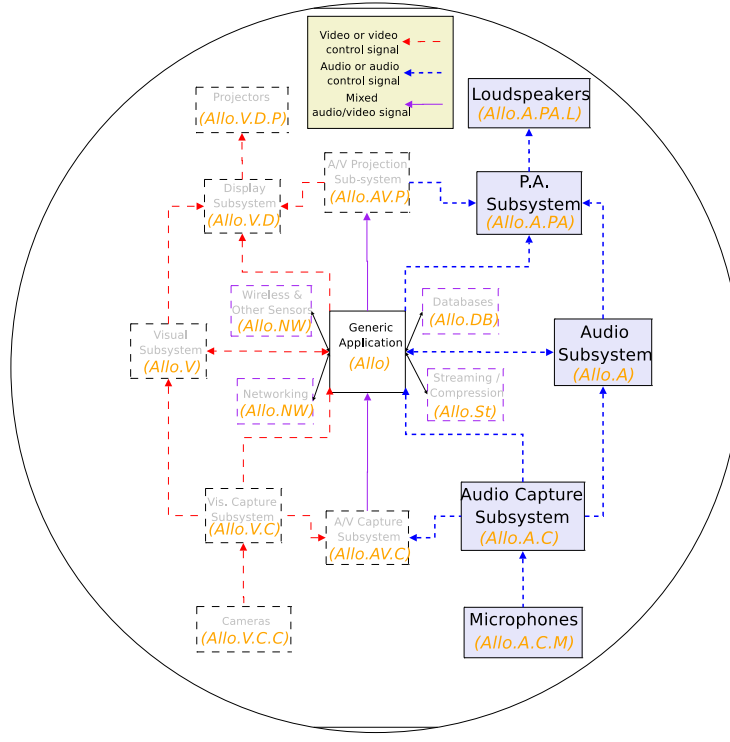 Video or video
control signal
Audio or audio
control signal
Mixed
audio/video signal
Projectors
(Allo.V.D.P)
Loudspeakers
(Allo.A.PA.L)
A/V Projection
Sub-system
(Allo.AV.P)
Display
Subsystem
(Allo.V.D)
P.A.
Subsystem
(Allo.A.PA)
Wireless &
Other Sensors
(Allo.NW)
Databases
(Allo.DB)
Generic
Application
(Allo)
Visual
Subsystem
(Allo.V)
Audio
Subsystem
(Allo.A)
Networking
(Allo.NW)
Streaming /
Compression
(Allo.St)
Vis. Capture
Subsystem
(Allo.V.C)
A/V Capture
Subsystem
(Allo.AV.C)
Audio Capture
Subsystem
(Allo.A.C)
Cameras
(Allo.V.C.C)
Microphones
(Allo.A.C.M)